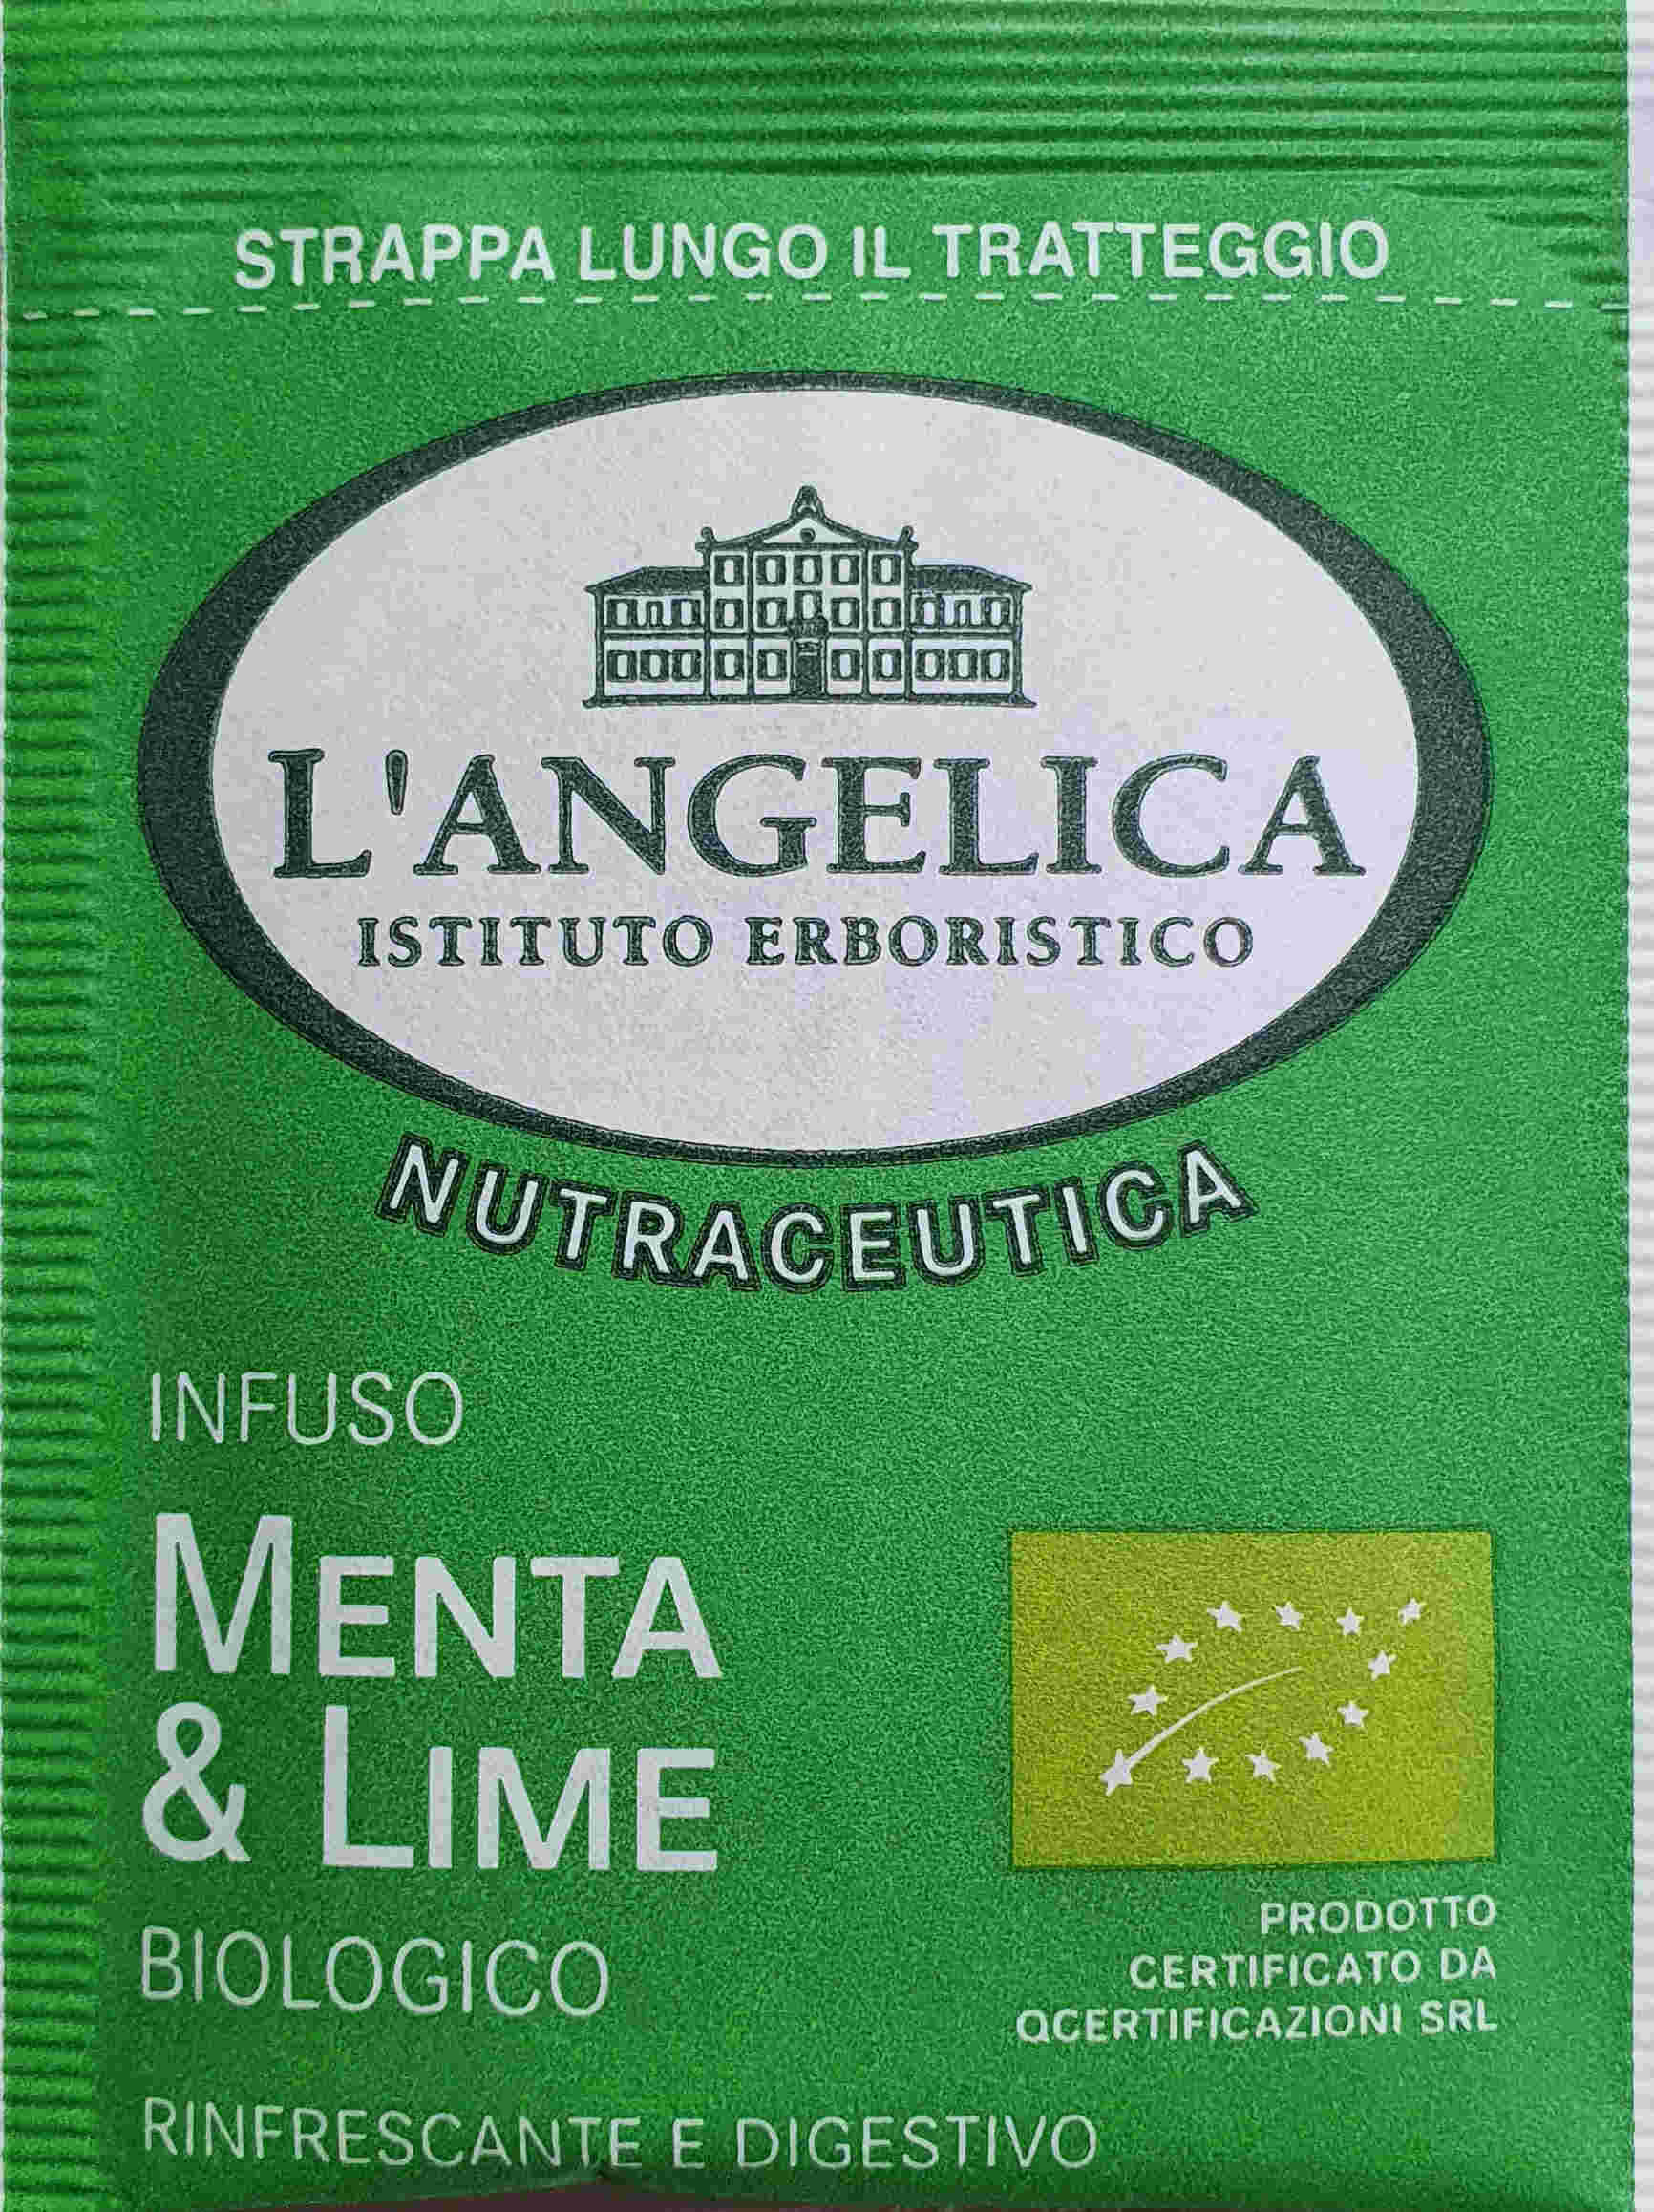 STRAPPA LUNGO IL TRATTEGGIO
L'ANGELICA
ISTITUTO ERBORISTICO
NUTRACEUTICA
INFUSO
MENTA
& LIME
BIOLOGICO
PRODOTTO
CERTIFICATO DA
QCERTIFICAZIONI SRL
RINFRESCANTE E DIGESTIVO